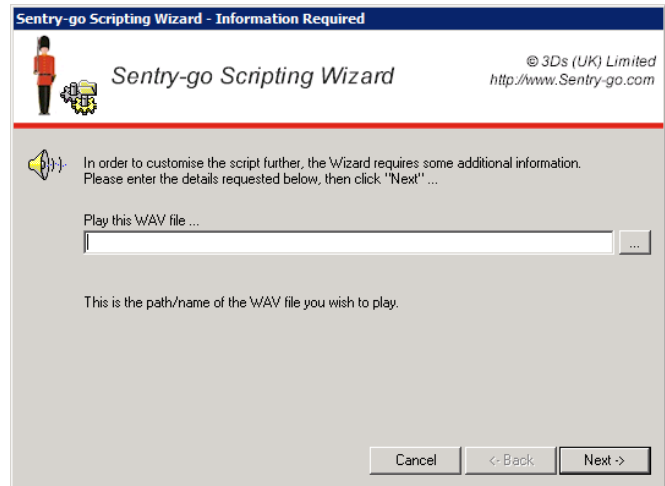 Sentry-go Scripting Wizard - Information Required
Sentry-go Scripting Wizard
© 3Ds (UK) Limited
http://www.Sentry-go.com
In order to customise the script further, the Wizard requires some additional information.
Please enter the details requested below, then click "Next" ...
Play this WAV file ...
...
This is the path/name of the WAV file you wish to play.
Cancel
<- Back
Next ->